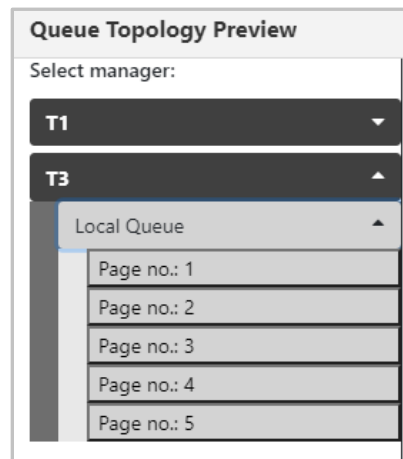 Queue Topology Preview
Select manager:
T1
T3
Local Queue
Page no.: 1
Page no.: 2
Page no.: 3
Page no.: 4
Page no.: 5